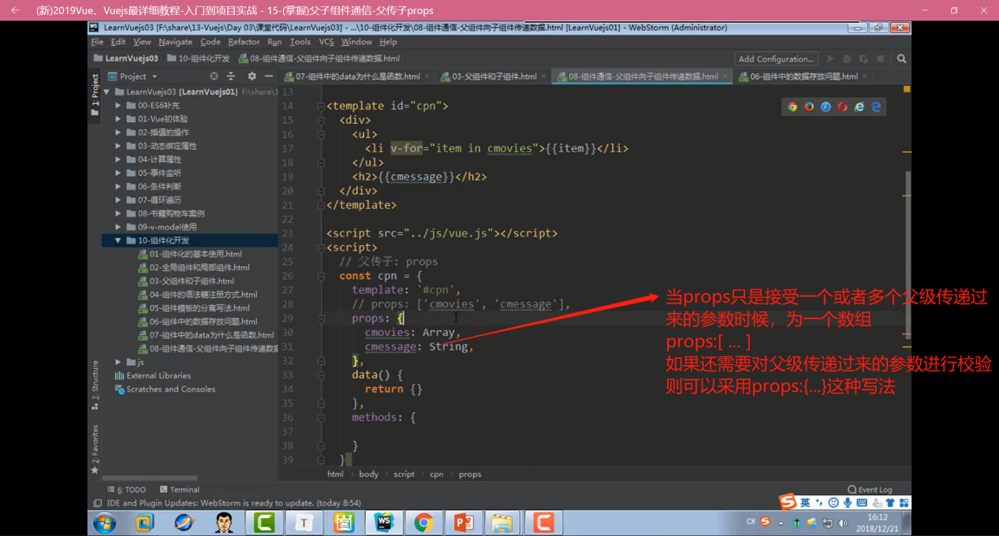 (新)2019Vue、Vuejs最详细教程-入门到项目实战 - 15-(掌握)父子组件通信-父传子props
LearnVuejs03 [F:\share\13-Vuejs\Day 03\课堂代码\LearnVuejs03] - ...\10-组件化开发\08-组件通信-父组件向子组件传递数据.html [LearnVuejs01] - WebStorm (Administrator)
File Edit View Navigate Code Refactor Run Tools VCS Window Help
LearnVuejs03 10-组件化开发 08-组件通信-父组件向子组件传递数据.html Add Configuration...
1: Project
Project
07-组件中的data为什么是函数.html 03-父组件和子组件.html 08-组件通信-父组件向子组件传递数据.html 06-组件中的数据存放问题.html
LearnVuejs03 [LearnVuejs01] F:\share\1
00-ES6补充
01-Vue初体验
02-插值的操作
03-动态绑定属性
04-计算属性
05-事件监听
06-条件判断
07-循环遍历
08-书籍购物车案例
09-v-model使用
10-组件化开发
01-组件化的基本使用.html
02-全局组件和局部组件.html
03-父组件和子组件.html
04-组件的语法糖注册方式.html
05-组件模板的分离写法.html
06-组件中的数据存放问题.html
07-组件中的data为什么是函数.html
08-组件通信-父组件向子组件传递数据
js
External Libraries
Scratches and Consoles
7: Structure
2: Favorites
13
14 <template id="cpn">
15 <div>
16 <ul>
17 <li v-for="item in cmovies">{{item}}</li>
18 </ul>
19 <h2>{{cmessage}}</h2>
20 </div>
21 </template>
22
23 <script src="../js/vue.js"></script>
24 <script>
25 // 父传子: props
26 const cpn = {
27 template: '#cpn',
28 // props: ['cmovies', 'cmessage'],
29 props: {
30 cmovies: Array,
31 cmessage: String,
32 },
33 data() {
34 return {}
35 },
36 methods: {
37
38 }
39 }
当props只是接受一个或者多个父级传递过
来的参数时候，为一个数组
props:[ ... ]
如果还需要对父级传递过来的参数进行校验
则可以采用props:{...}这种写法
html body script cpn props
6: TODO Terminal Event Log
IDE and Plugin Updates: WebStorm is ready to update. (today 8:54)
英
CH
16:12
2018/12/21